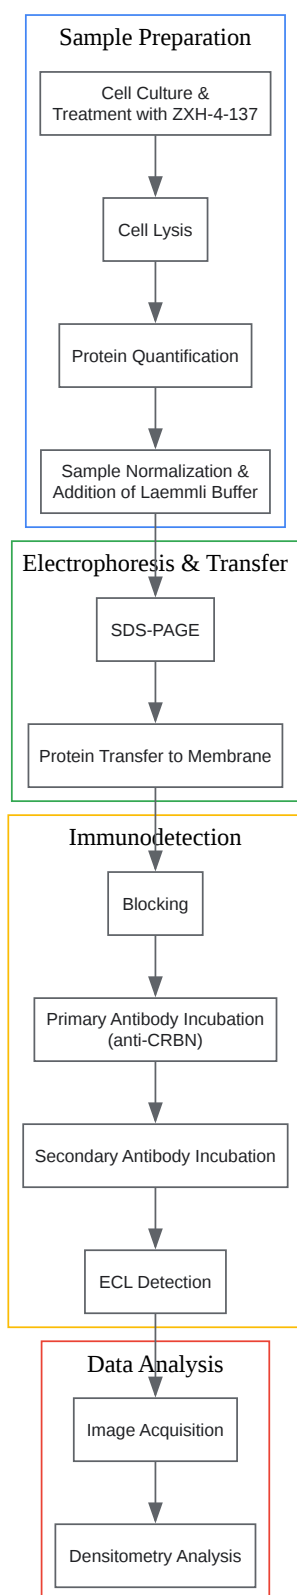 Sample Preparation
Cell Culture &
Treatment with ZXH-4-137
Cell Lysis
Protein Quantification
Sample Normalization &
Addition of Laemmli Buffer
Electrophoresis & Transfer
SDS-PAGE
Protein Transfer to Membrane
Immunodetection
Blocking
Primary Antibody Incubation
(anti-CRBN)
Secondary Antibody Incubation
ECL Detection
Data Analysis
Image Acquisition
Densitometry Analysis